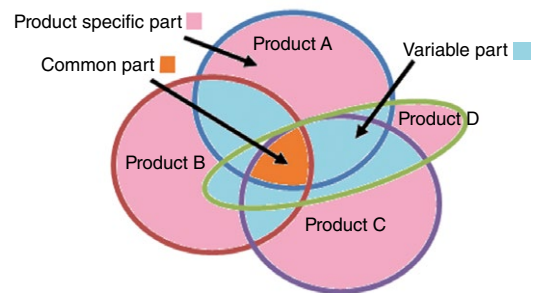 Product specific part
Product A
Variable part
Common part
Product D
Product B
Product C